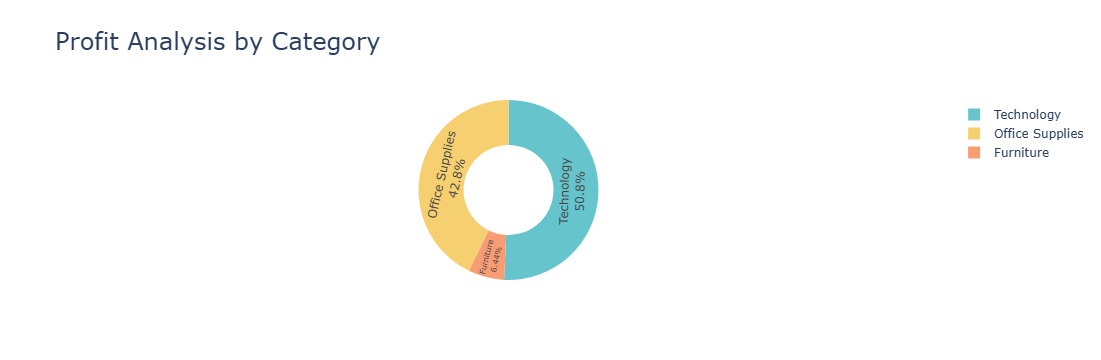 Profit Analysis by Category
Technology
50.8%
Office Supplies
42.8%
Furniture
6.44%
Technology
Office Supplies
Furniture